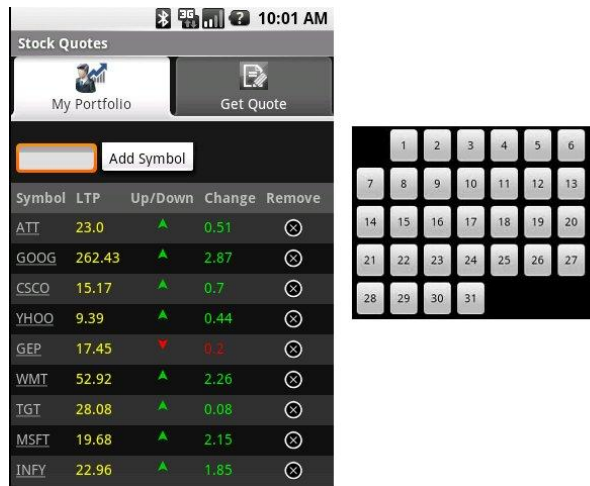 3G 10:01 AM
Stock Quotes
My Portfolio Get Quote
Add Symbol
Symbol LTP Up/Down Change Remove
ATT 23.0 0.51
GOOG 262.43 2.87
CSCO 15.17 0.7
YHOO 9.39 0.44
GEP 17.45 0.2
WMT 52.92 2.26
TGT 28.08 0.08
MSFT 19.68 2.15
INFY 22.96 1.85
1 2 3 4 5 6
7 8 9 10 11 12 13
14 15 16 17 18 19 20
21 22 23 24 25 26 27
28 29 30 31